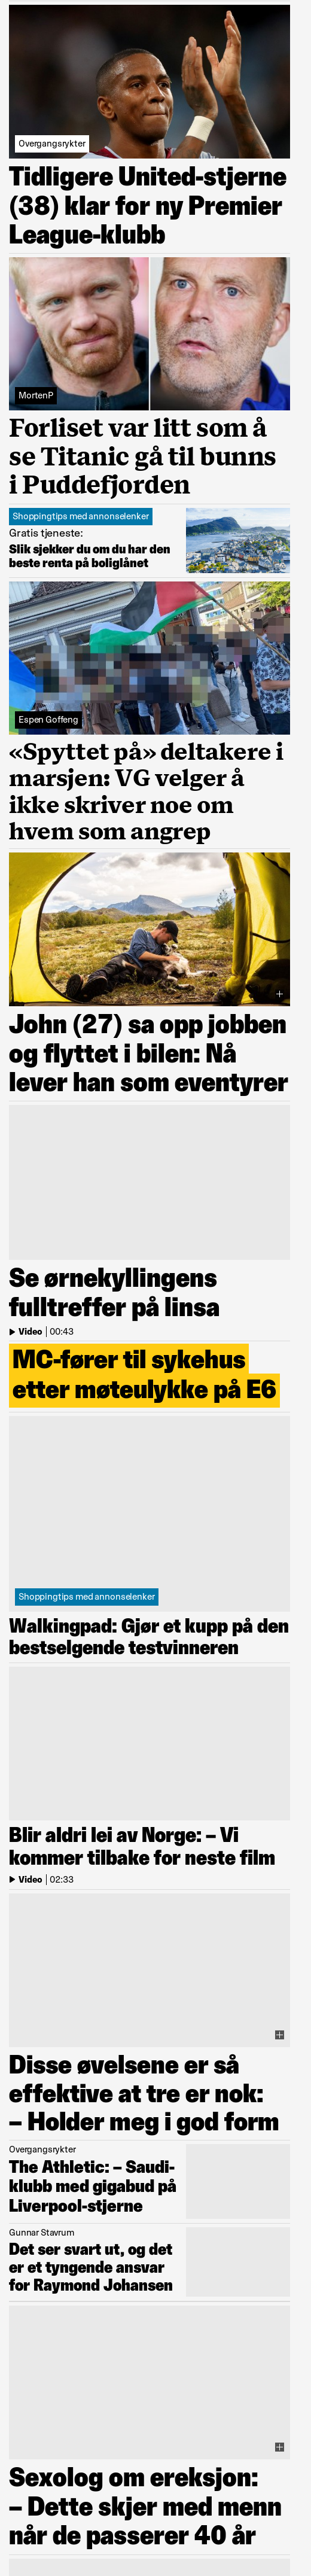 Overgangsrykter
Tidligere United-stjerne
(38) klar for ny Premier
League-klubb
MortenP
Forliset var litt som å
se Titanic gå til bunns
i Puddefjorden
Shoppingtips med annonselenker
Gratis tjeneste:
Slik sjekker du om du har den
beste renta på boliglånet
Espen Goffeng
«Spyttet på» deltakere i
marsjen: VG velger å
ikke skriver noe om
hvem som angrep
John (27) sa opp jobben
og flyttet i bilen: Nå
lever han som eventyrer
Se ørnekyllingens
fulltreffer på linsa
Video | 00:43
MC-fører til sykehus
etter møteulykke på E6
Shoppingtips med annonselenker
Walkingpad: Gjør et kupp på den
bestselgende testvinneren
Blir aldri lei av Norge: – Vi
kommer tilbake for neste film
Video | 02:33
Disse øvelsene er så
effektive at tre er nok:
– Holder meg i god form
Overgangsrykter
The Athletic: – Saudi-
klubb med gigabud på
Liverpool-stjerne
Gunnar Stavrum
Det ser svart ut, og det
er et tyngende ansvar
for Raymond Johansen
Sexolog om ereksjon:
– Dette skjer med menn
når de passerer 40 år